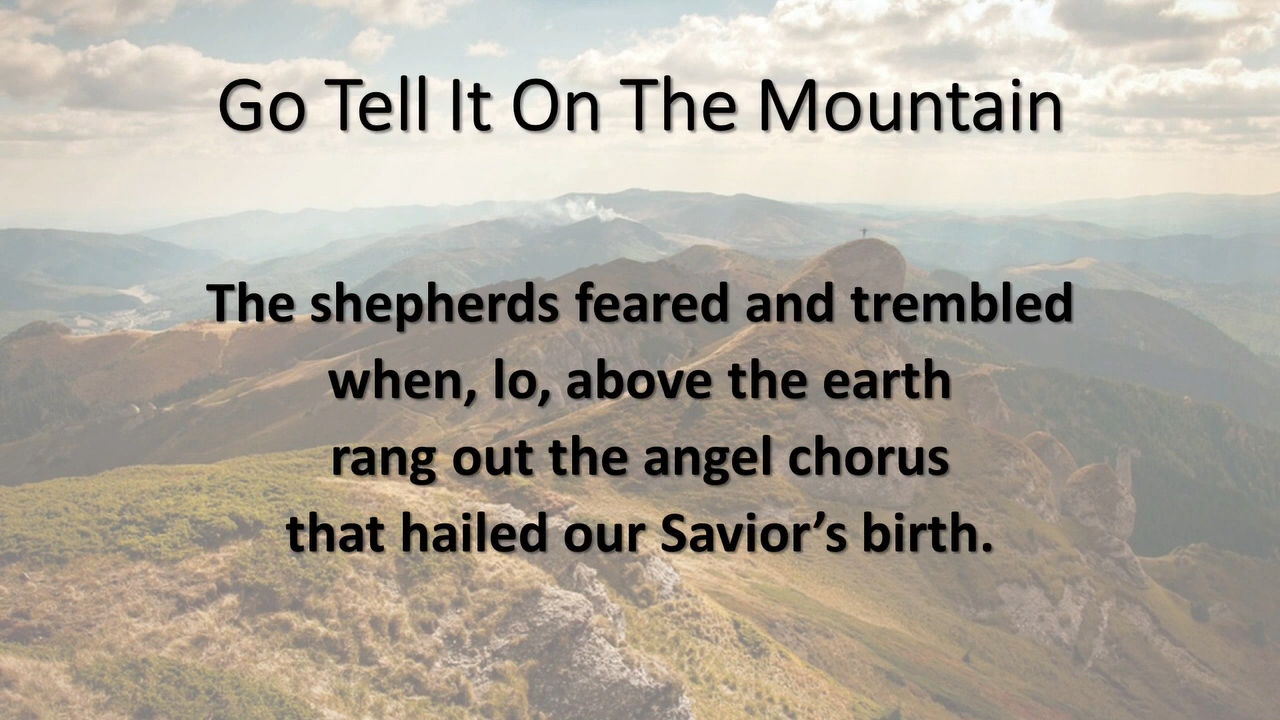 Go Tell It On The Mountain
The shepherds feared and trembled
when, lo, above the earth
rang out the angel chorus
that hailed our Savior’s birth.